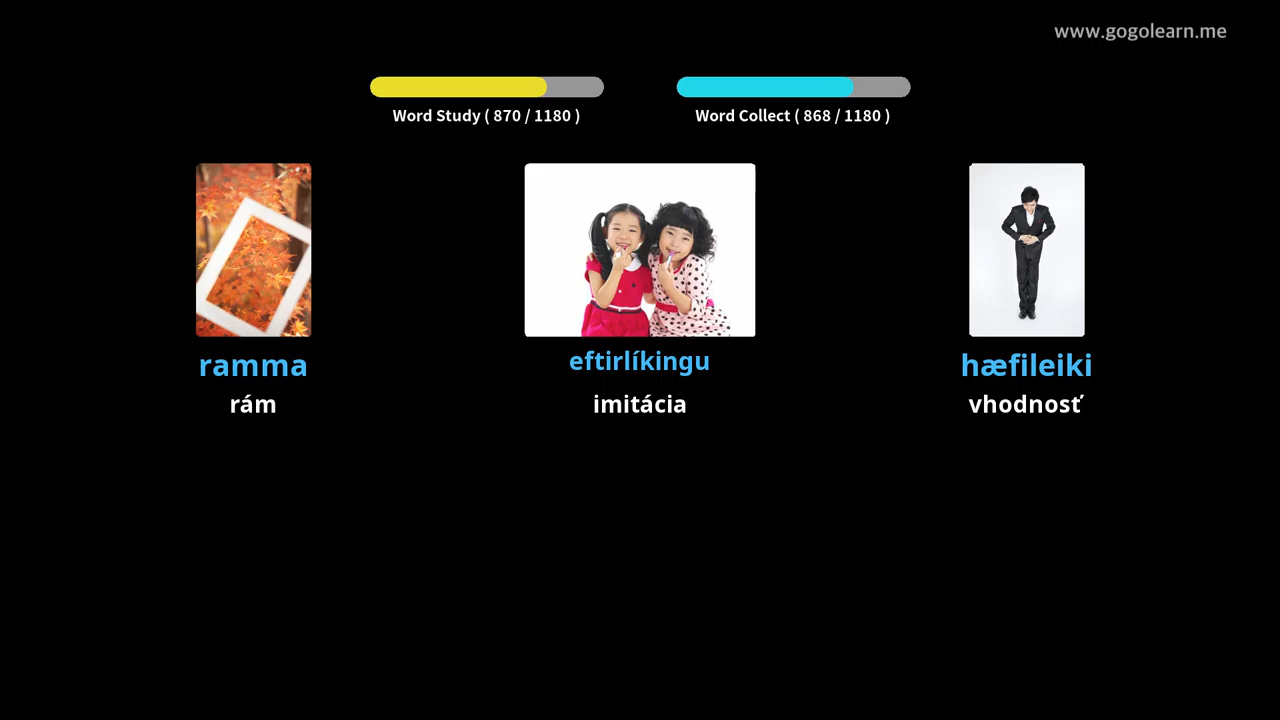 www.gogolearn.me
Word Study ( 870 / 1180 )
Word Collect ( 868 / 1180 )
ramma
eftirlíkingu
hæfileiki
rám
imitácia
vhodnosť